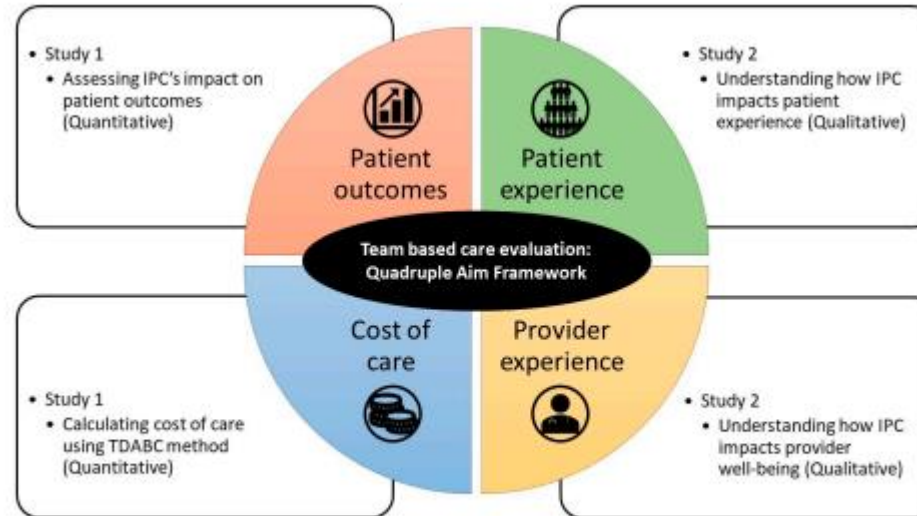 • Study 1
• Assessing IPC's impact on
patient outcomes
(Quantitative)
Patient
outcomes
Patient
experience
• Study 2
• Understanding how IPC
impacts patient
experience (Qualitative)
Team based care evaluation:
Quadruple Aim Framework
• Study 1
• Calculating cost of care
using TDABC method
(Quantitative)
Cost of
care
Provider
experience
• Study 2
• Understanding how IPC
impacts provider
well-being (Qualitative)